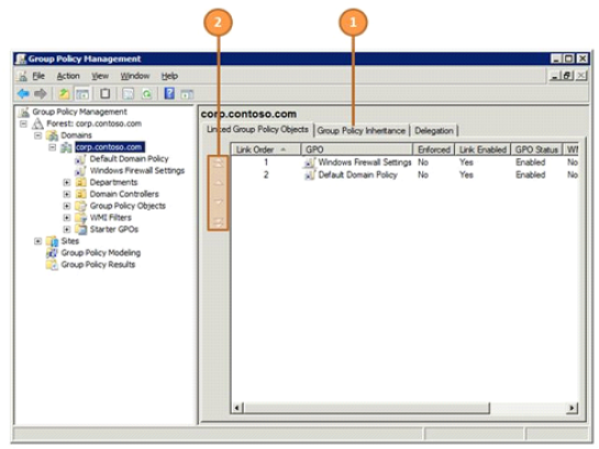 2 1
Group Policy Management
File Action View Window Help
Group Policy Management
Forest: corp.contoso.com
Domains
corp.contoso.com
Default Domain Policy
Windows Firewall Settings
Departments
Domain Controllers
Group Policy Objects
WMI Filters
Starter GPOs
Sites
Group Policy Modeling
Group Policy Results
corp.contoso.com
Linked Group Policy Objects Group Policy Inheritance Delegation
Link Order GPO Enforced Link Enabled GPO Status WM
1 Windows Firewall Settings No Yes Enabled No
2 Default Domain Policy No Yes Enabled No